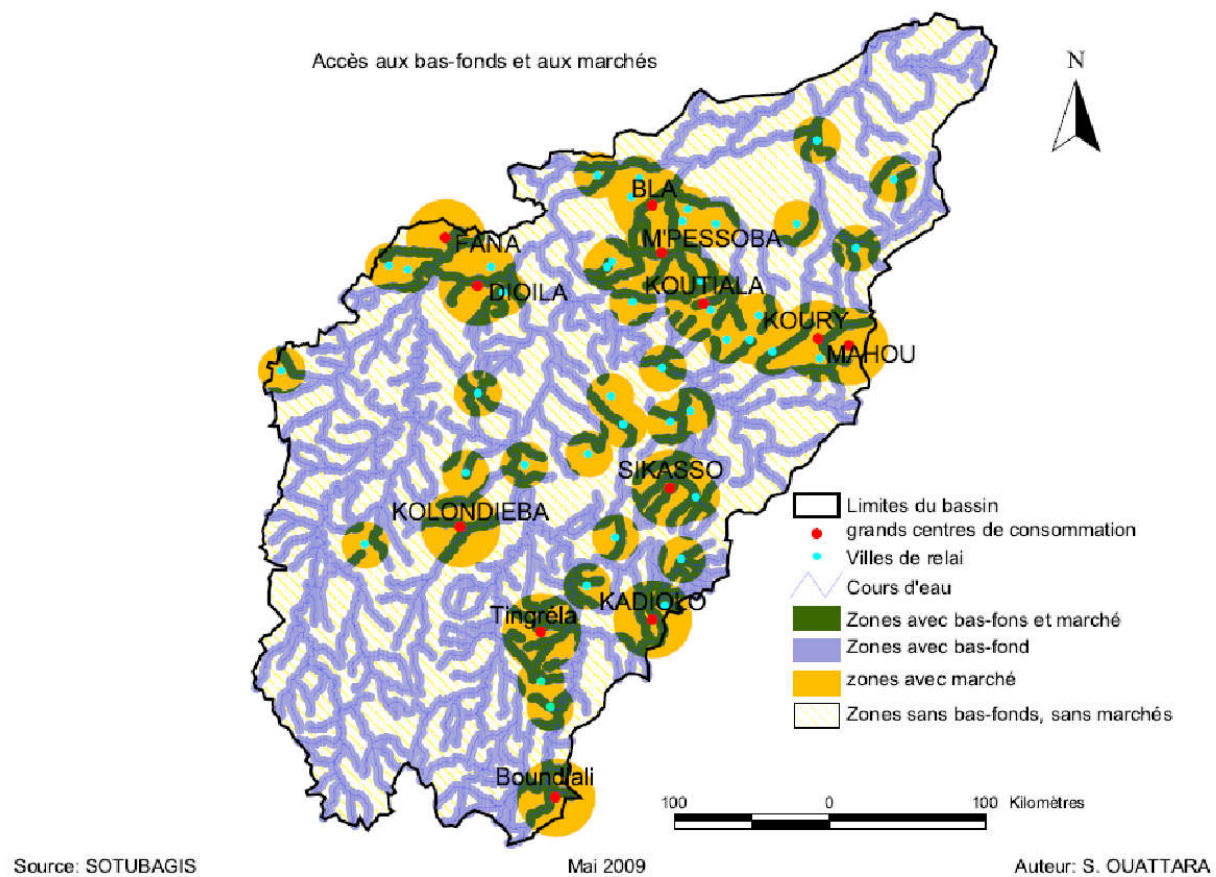 Accès aux bas-fonds et aux marchés
N
BLA
M'PESSOBA
FANA
KOUTIALA
DIOILA
KOURY
MAHOU
SIKASSO
KOLONDIEBA
KADIOLO
Tingréla
Boundiali
Limites du bassin
grands centres de consommation
Villes de relai
Cours d'eau
Zones avec bas-fons et marché
Zones avec bas-fond
zones avec marché
Zones sans bas-fonds, sans marchés
100 0 100 Kilomètres
Source: SOTUBAGIS Mai 2009 Auteur: S. OUATTARA